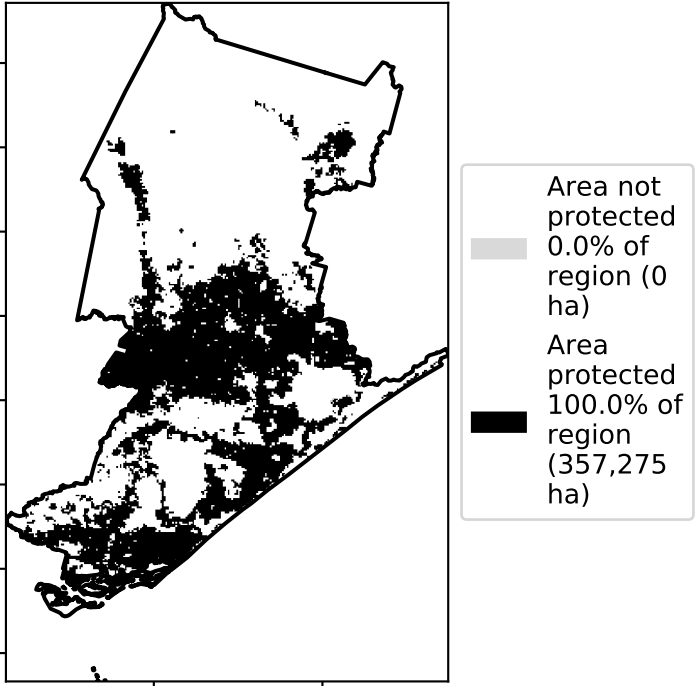 Area not
protected
0.0% of
region (0
ha)
Area
protected
100.0% of
region
(357,275
ha)